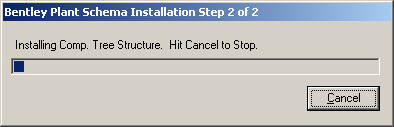 Bentley Plant Schema Installation Step 2 of 2
Installing Comp. Tree Structure. Hit Cancel to Stop.
Cancel